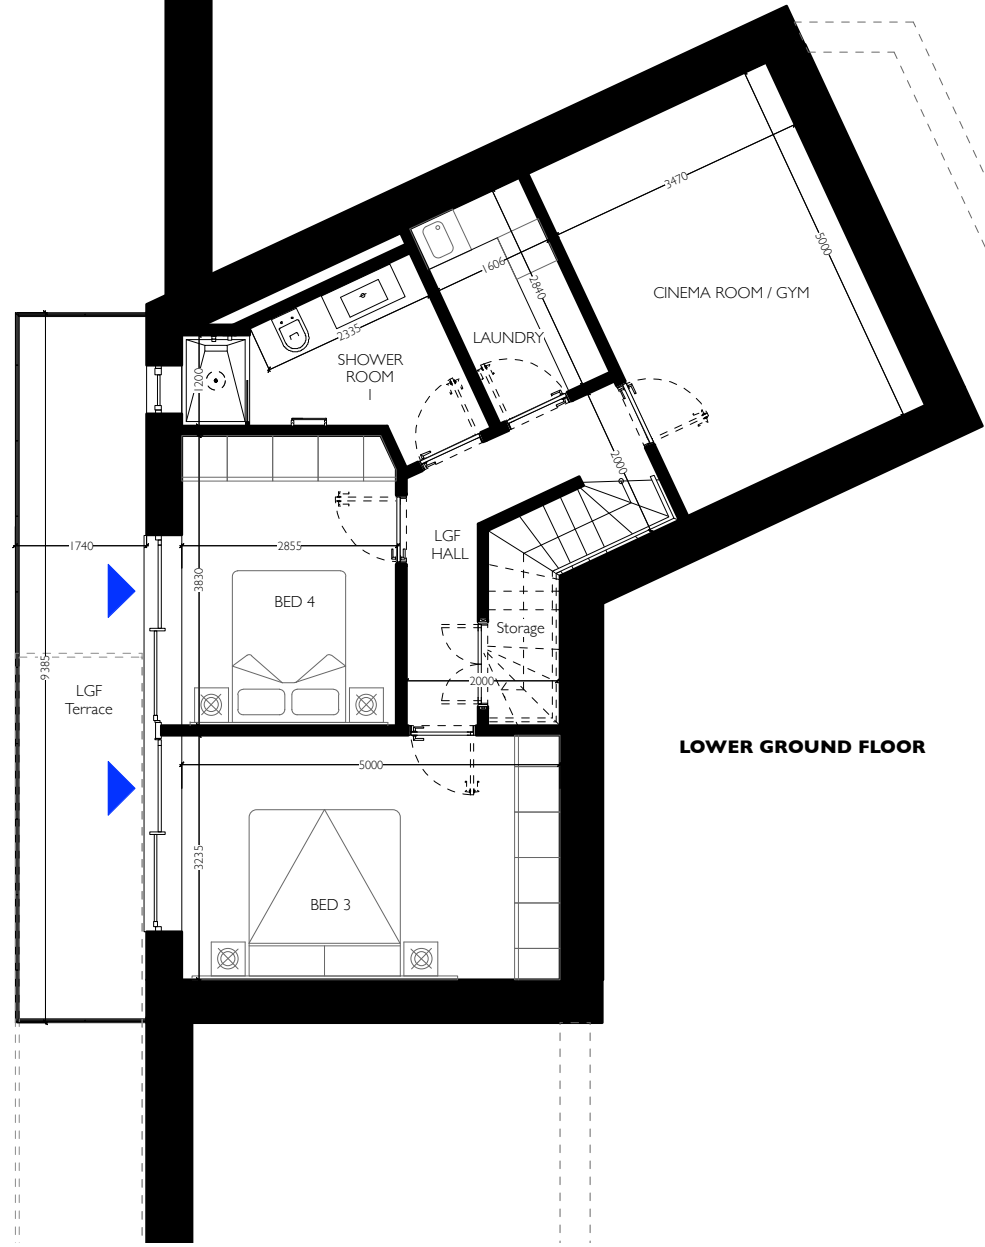 3470
5000
1606
2840
CINEMA ROOM / GYM
2335
LAUNDRY
SHOWER
ROOM
1
1200
2000
LGF
HALL
1740
2855
3830
BED 4
Storage
9385
LGF
Terrace
2000
LOWER GROUND FLOOR
5000
3235
BED 3